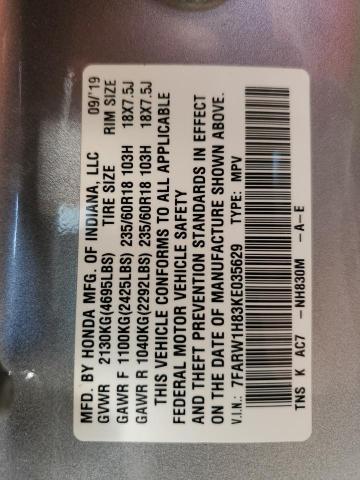 MFD. BY HONDA MFG. OF INDIANA, LLC 09/'19
GVWR 2130KG(4695LBS) TIRE SIZE RIM SIZE
GAWR F 1100KG(2425LBS) 235/60R18 103H 18X7.5J
GAWR R 1040KG(2292LBS) 235/60R18 103H 18X7.5J
THIS VEHICLE CONFORMS TO ALL APPLICABLE
FEDERAL MOTOR VEHICLE SAFETY
AND THEFT PREVENTION STANDARDS IN EFFECT
ON THE DATE OF MANUFACTURE SHOWN ABOVE.
V.I.N.: 7FARW1H83KE035629 TYPE: MPV
TNS K AC7 -NH830M -A-E